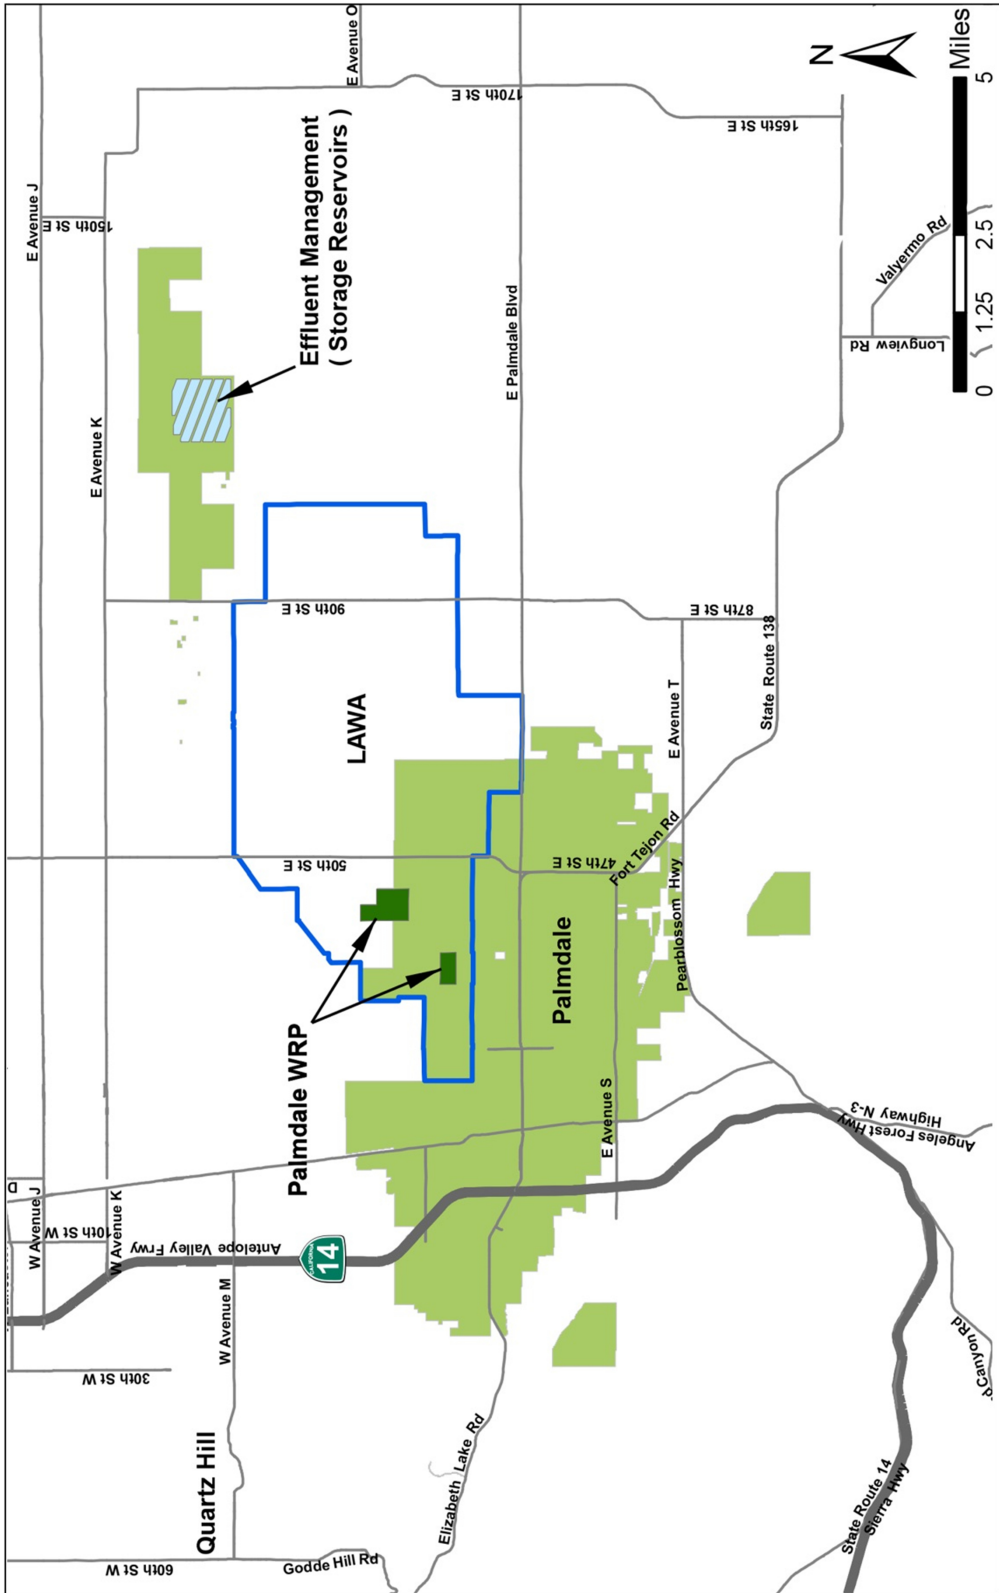 E Avenue J
W Avenue J
E Avenue K
W Avenue K
10th St W
30th St W
60th St W
150th St E
Effluent Management
( Storage Reservoirs )
E Avenue O
N
170th St E
165th St E
90th St E
87th St E
50th St E
47th St E
LAWA
Palmdale WRP
Antelope Valley Frwy
CALIFORNIA
14
W Avenue M
Quartz Hill
Godde Hill Rd
Elizabeth Lake Rd
E Palmdale Blvd
Palmdale
E Avenue S
Fort Tejon Rd
E Avenue T
Pearblossom Hwy
State Route 138
Longview Rd
Valyermo Rd
Angeles Forest Hwy
Highway N-3
State Route 14
Sierra Hwy
Canyon Rd
D
0 1.25 2.5 5
Miles